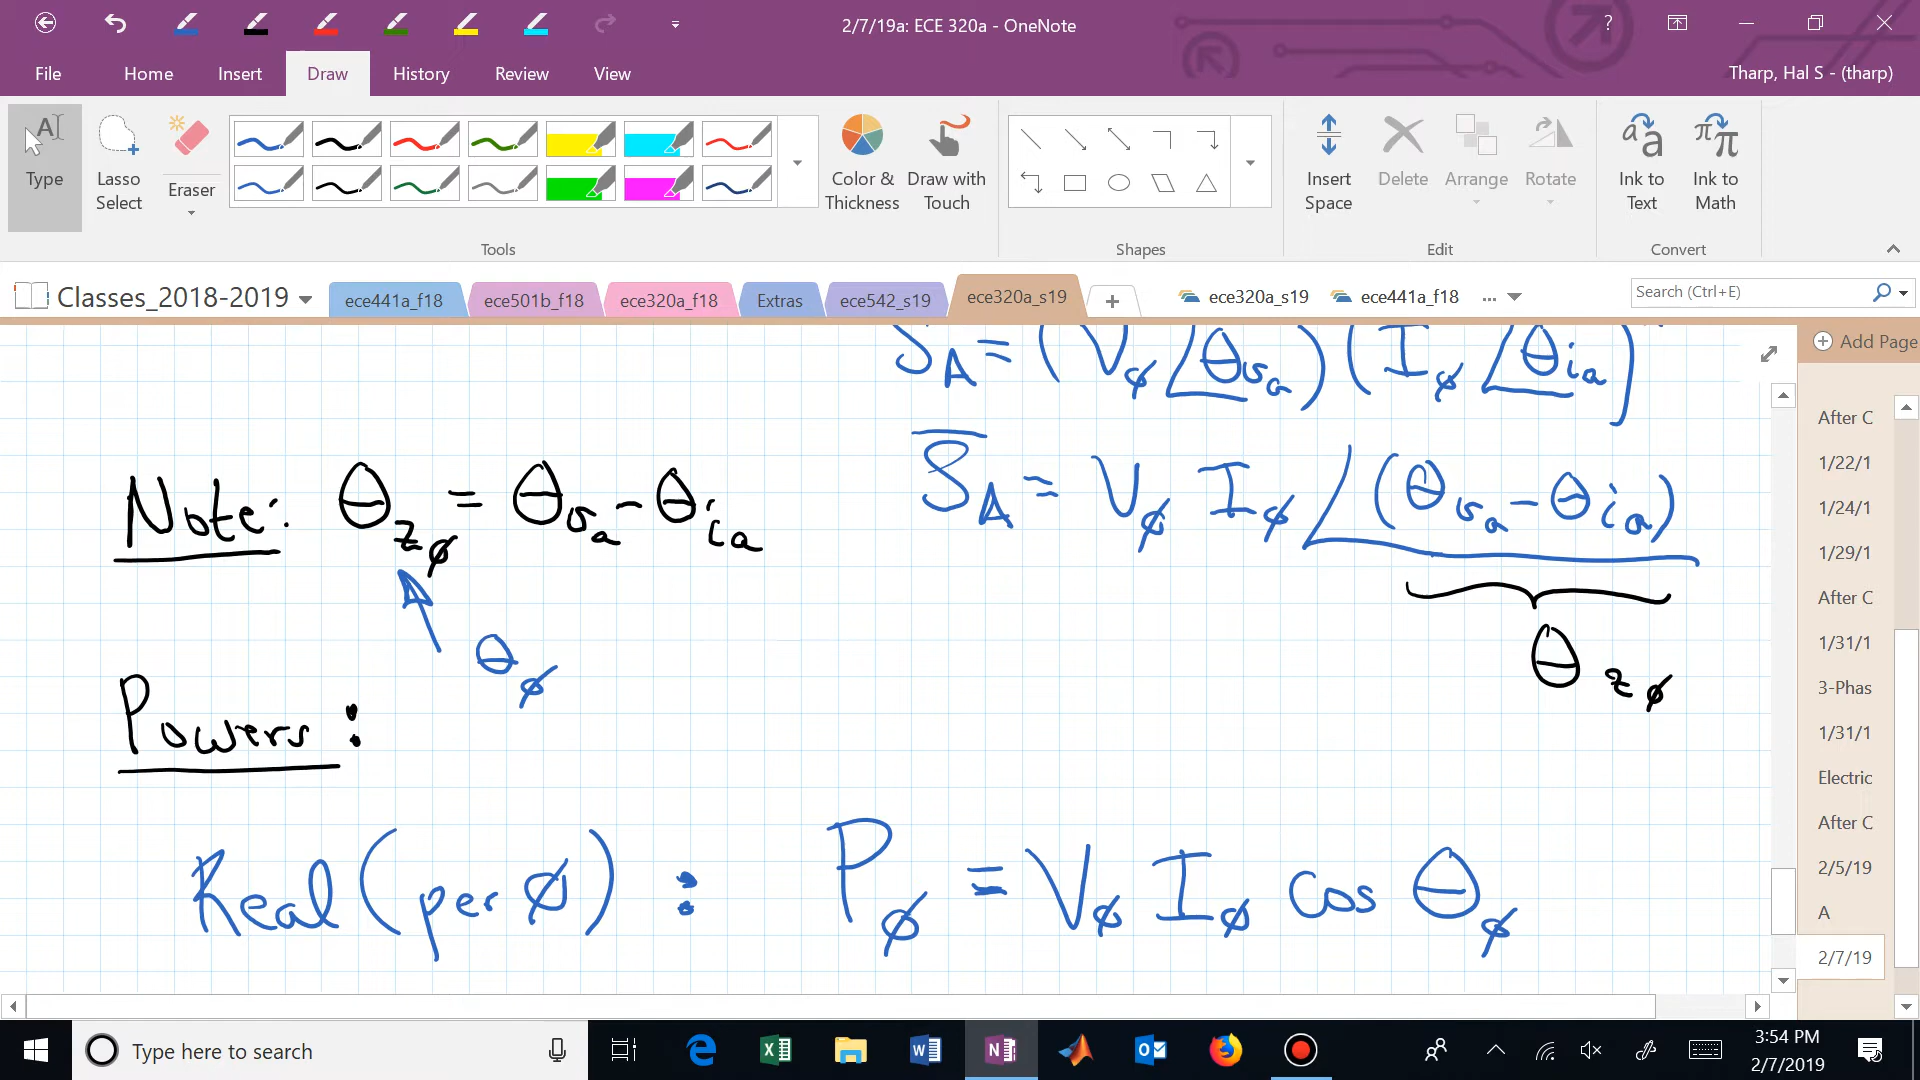 2/7/19a: ECE 320a - OneNote
?
File Home Insert Draw History Review View
Tharp, Hal S - (tharp)
Type
Lasso Select
Eraser
Color & Thickness
Draw with Touch
Insert Space
Delete
Arrange
Rotate
Ink to Text
Ink to Math
Tools
Shapes
Edit
Convert
Classes_2018-2019
ece441a_f18
ece501b_f18
ece320a_f18
Extras
ece542_s19
ece320a_s19
+
ece320a_s19
ece441a_f18
...
Search (Ctrl+E)
Add Page
S_A = (V_ϕ ∠θ_va)(I_ϕ ∠θ_ia)*
S̅_A = V_ϕ I_ϕ ∠(θ_va - θ_ia)
θ_zϕ
Note: θ_zϕ = θ_va - θ_ia
θ_ϕ
Powers:
Real (per ϕ): P_ϕ = V_ϕ I_ϕ cos θ_ϕ
After C
1/22/1
1/24/1
1/29/1
After C
1/31/1
3-Phas
1/31/1
Electric
After C
2/5/19
A
2/7/19
Type here to search
3:54 PM
2/7/2019